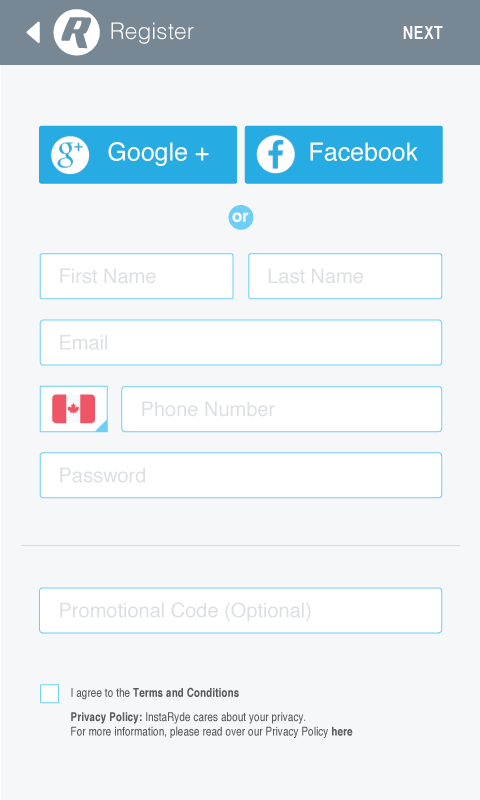 R Register NEXT
g+ Google + f Facebook
or
First Name Last Name
Email
Phone Number
Password
Promotional Code (Optional)
I agree to the Terms and Conditions
Privacy Policy: InstaRyde cares about your privacy.
For more information, please read over our Privacy Policy here